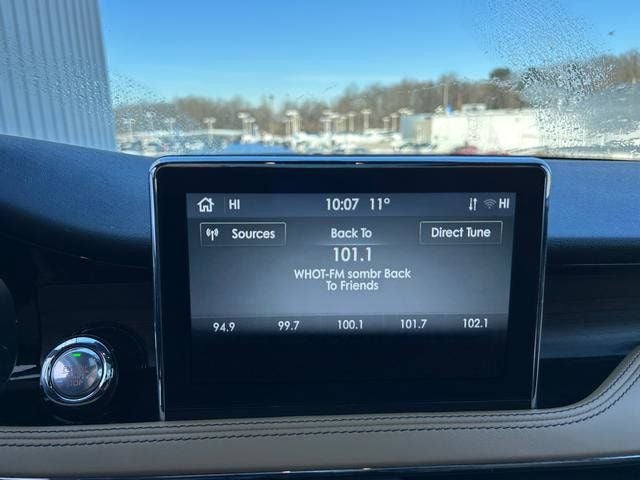 HI 10:07 11° HI
Sources Back To Direct Tune
101.1
WHOT-FM sombr Back
To Friends
94.9 99.7 100.1 101.7 102.1